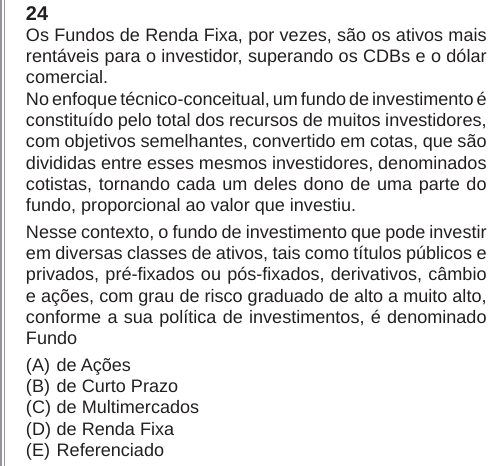 24
Os Fundos de Renda Fixa, por vezes, são os ativos mais
rentáveis para o investidor, superando os CDBs e o dólar
comercial.
No enfoque técnico-conceitual, um fundo de investimento é
constituído pelo total dos recursos de muitos investidores,
com objetivos semelhantes, convertido em cotas, que são
divididas entre esses mesmos investidores, denominados
cotistas, tornando cada um deles dono de uma parte do
fundo, proporcional ao valor que investiu.
Nesse contexto, o fundo de investimento que pode investir
em diversas classes de ativos, tais como títulos públicos e
privados, pré-fixados ou pós-fixados, derivativos, câmbio
e ações, com grau de risco graduado de alto a muito alto,
conforme a sua política de investimentos, é denominado
Fundo
(A) de Ações
(B) de Curto Prazo
(C) de Multimercados
(D) de Renda Fixa
(E) Referenciado